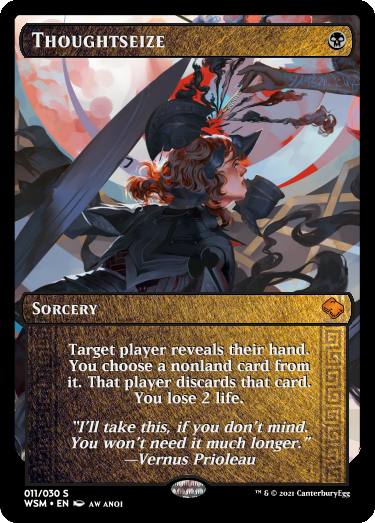 THOUGHTSEIZE
SORCERY
Target player reveals their hand.
You choose a nonland card from
it. That player discards that card.
You lose 2 life.
"I'll take this, if you don't mind.
You won't need it much longer."
—Vernus Prioleau
011/030 S
WSM • EN AW ANOI
™ & © 2021 CanterburyEgg